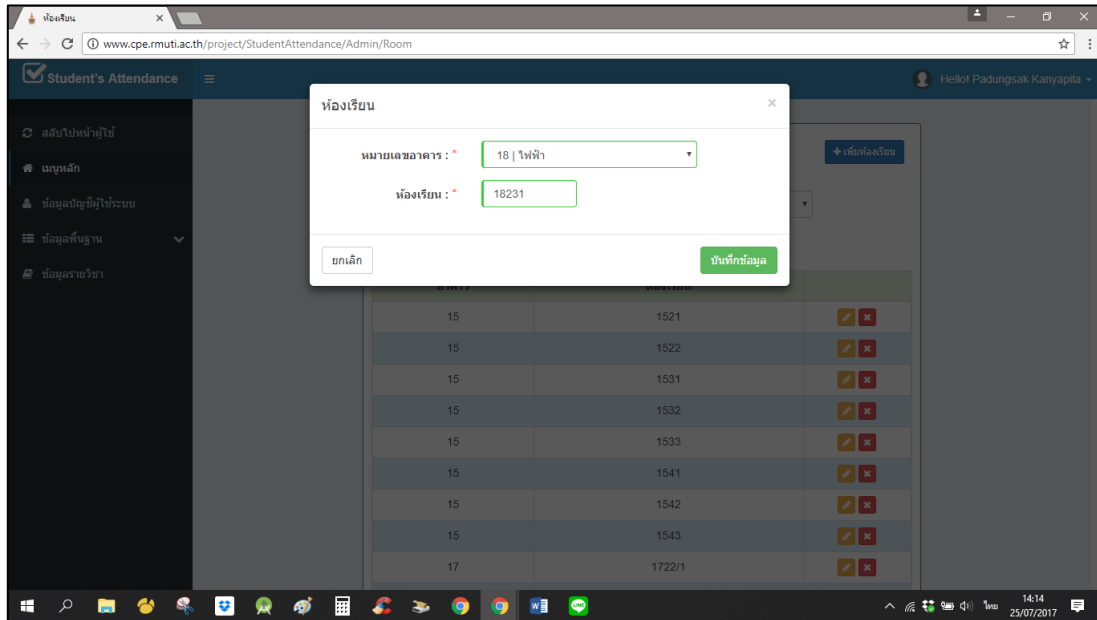 ห้องเรียน
www.cpe.rmuti.ac.th/project/StudentAttendance/Admin/Room
Student's Attendance
Hello! Padungsak Kanyapila
สลับไปหน้าผู้ใช้
เมนูหลัก
ข้อมูลบัญชีผู้ใช้ระบบ
ข้อมูลพื้นฐาน
ข้อมูลรายวิชา
ห้องเรียน ×
หมายเลขอาคาร : * 18 | ไฟฟ้า
ห้องเรียน : * 18231
ยกเลิก บันทึกข้อมูล
+ เพิ่มห้องเรียน
15 1521
15 1522
15 1531
15 1532
15 1533
15 1541
15 1542
15 1543
17 1722/1
ไทย
14:14
25/07/2017